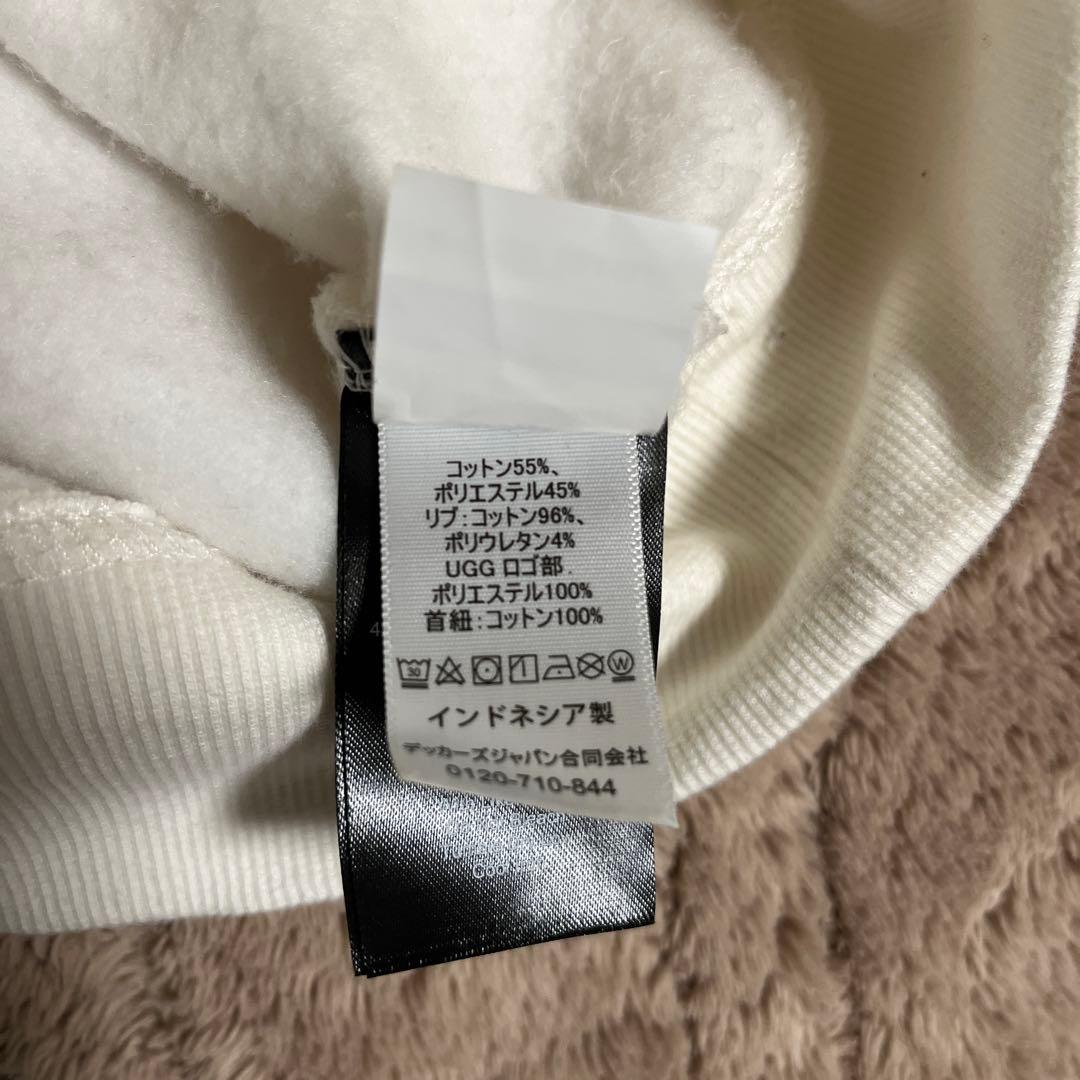 コットン55%、
ポリエステル45%
リブ：コットン96%、
ポリウレタン4%
UGG ロゴ部
ポリエステル100%
首紐：コットン100%
30
W
インドネシア製
デッカーズジャパン合同会社
0120-710-844